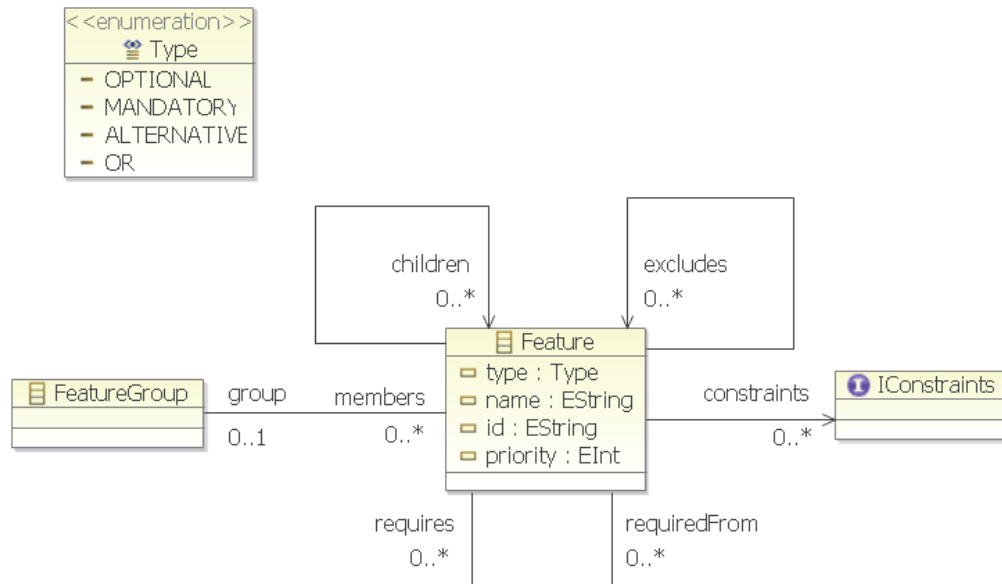 <<enumeration>>
Type
OPTIONAL
MANDATORY
ALTERNATIVE
OR
children
0..*
excludes
0..*
Feature
type : Type
name : EString
id : EString
priority : EInt
FeatureGroup
group
0..1
members
0..*
constraints
0..*
IConstraints
requires
0..*
requiredFrom
0..*